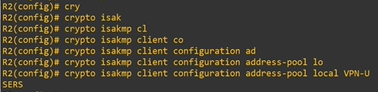 R2(config)# cry
R2(config)# crypto isak
R2(config)# crypto isakmp cl
R2(config)# crypto isakmp client co
R2(config)# crypto isakmp client configuration ad
R2(config)# crypto isakmp client configuration address-pool lo
R2(config)# crypto isakmp client configuration address-pool local VPN-U
SERS